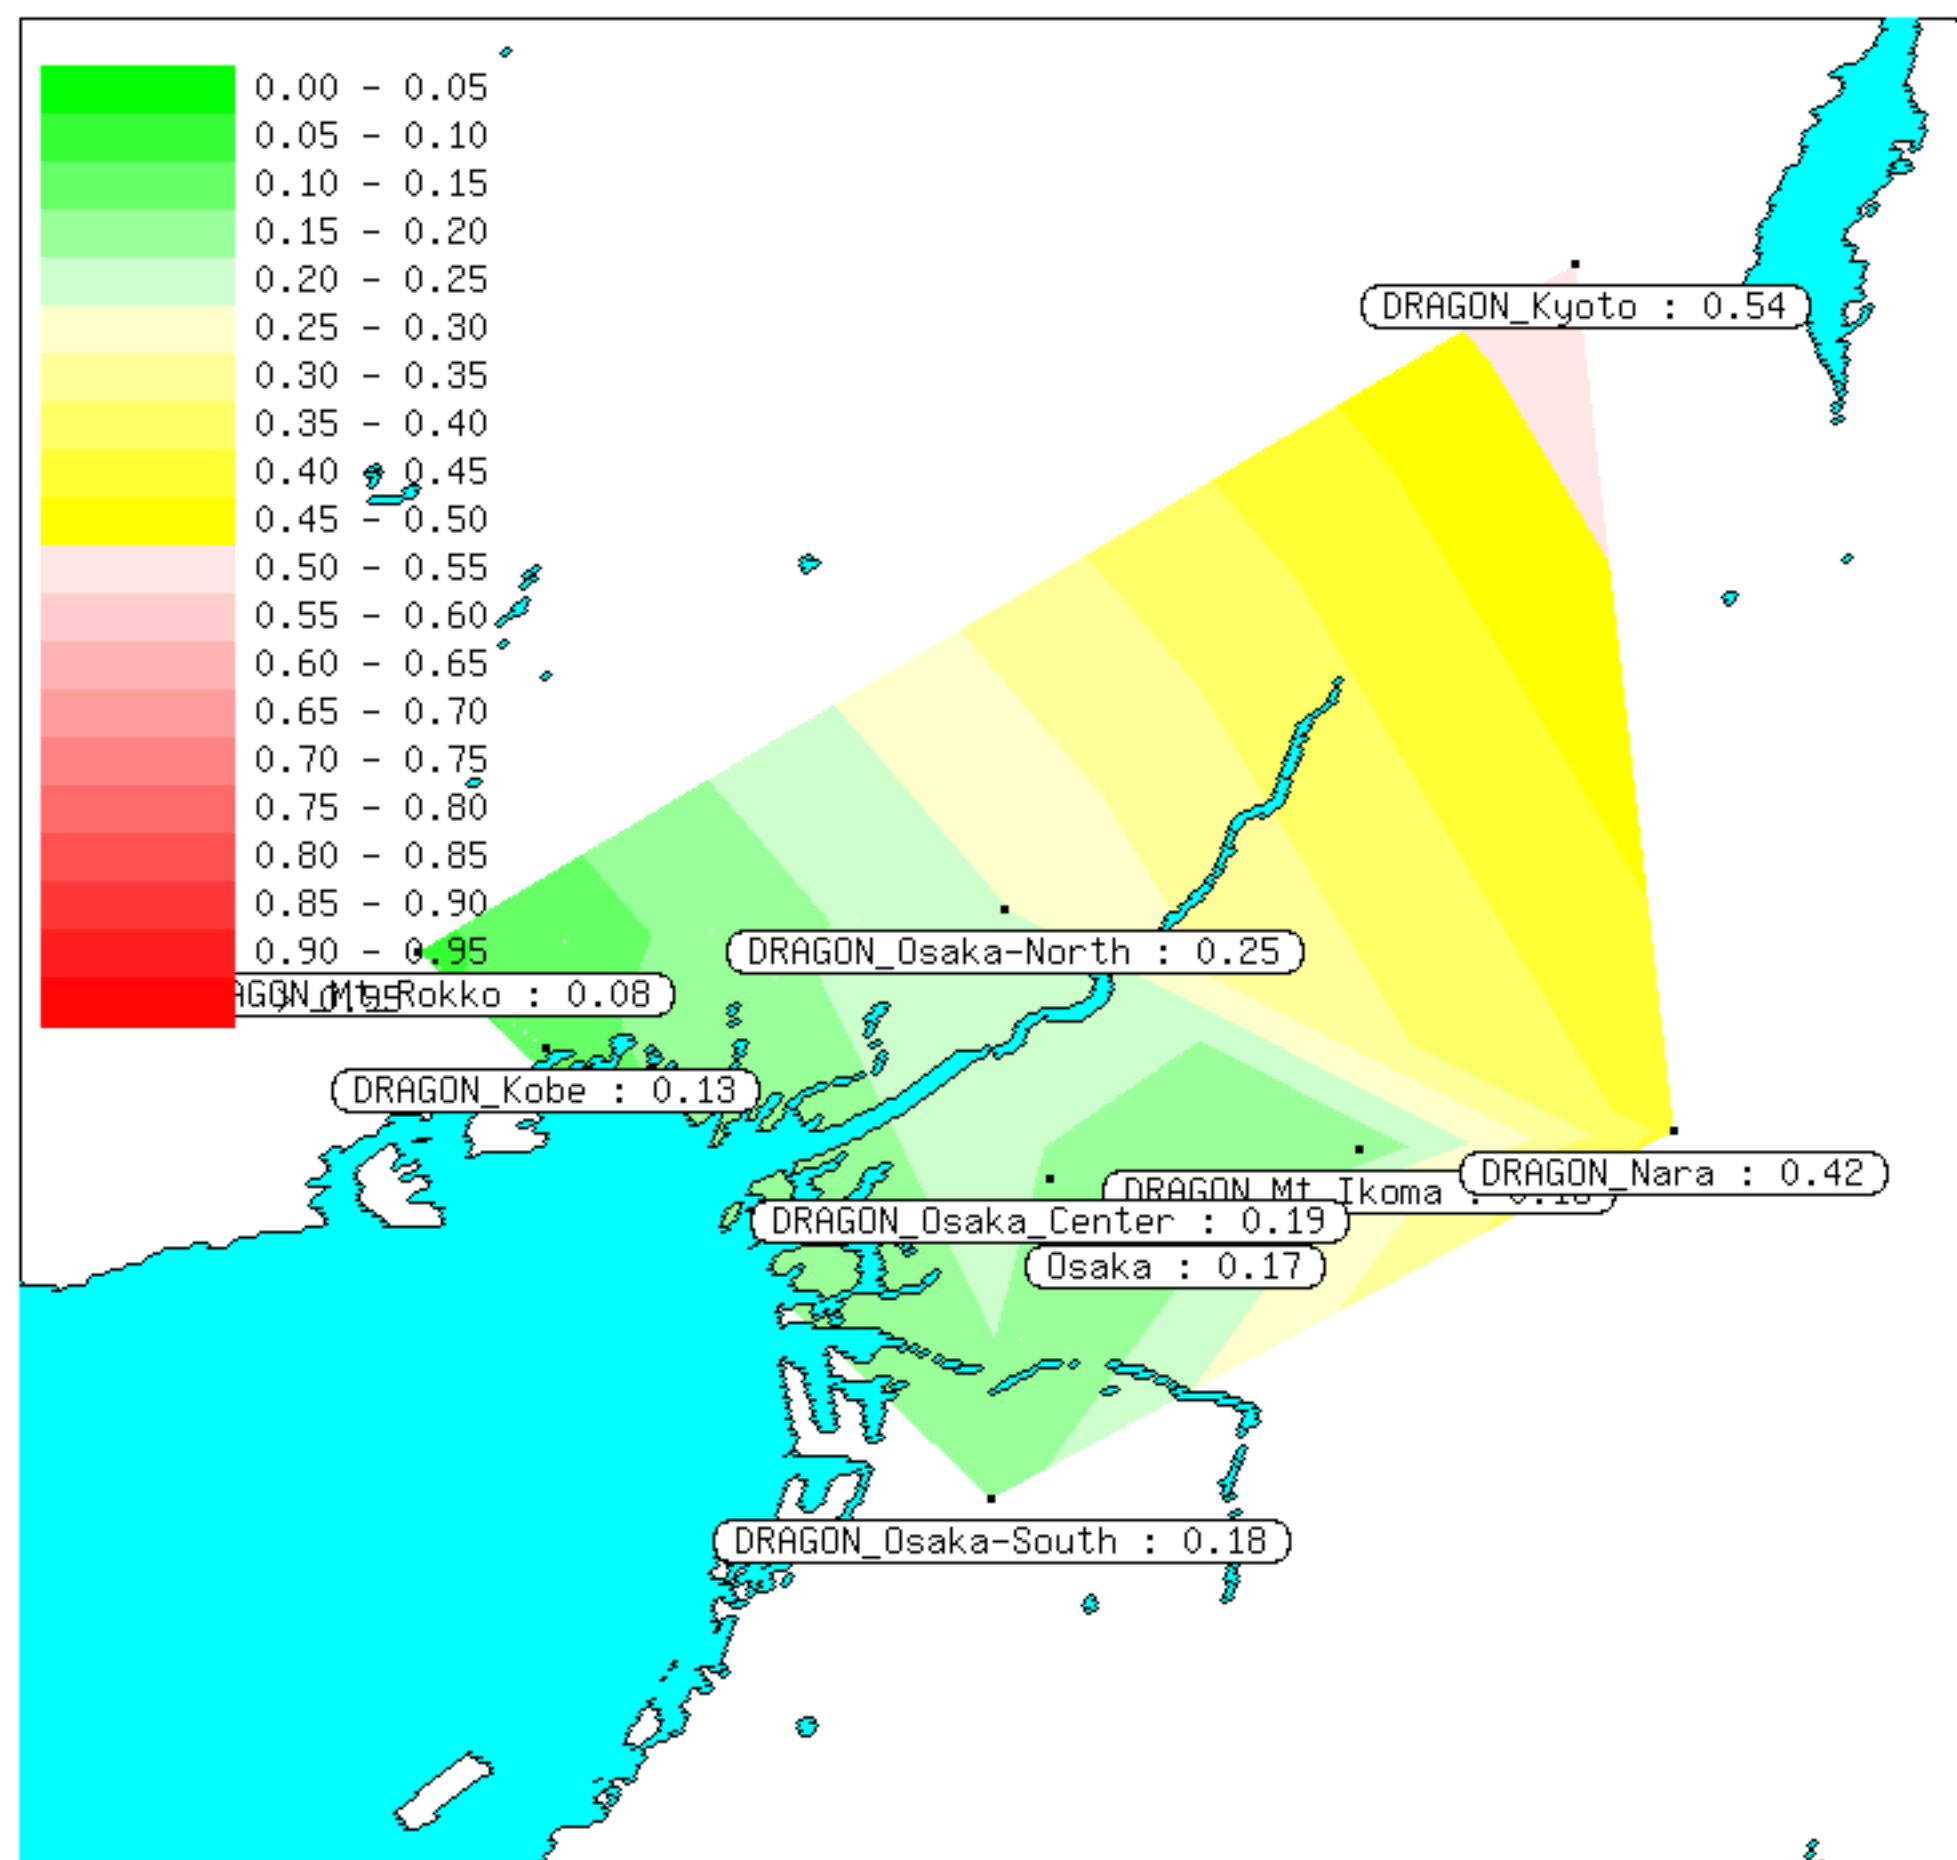 0.00 - 0.05
0.05 - 0.10
0.10 - 0.15
0.15 - 0.20
0.20 - 0.25
0.25 - 0.30
0.30 - 0.35
0.35 - 0.40
0.40 - 0.45
0.45 - 0.50
0.50 - 0.55
0.55 - 0.60
0.60 - 0.65
0.65 - 0.70
0.70 - 0.75
0.75 - 0.80
0.80 - 0.85
0.85 - 0.90
0.90 - 0.95
DRAGON_Kyoto : 0.54
DRAGON_Osaka-North : 0.25
Rokko : 0.08
DRAGON_Kobe : 0.13
DRAGON_Nara : 0.42
DRAGON_Mt_Ikoma :
DRAGON_Osaka_Center : 0.19
Osaka : 0.17
DRAGON_Osaka-South : 0.18